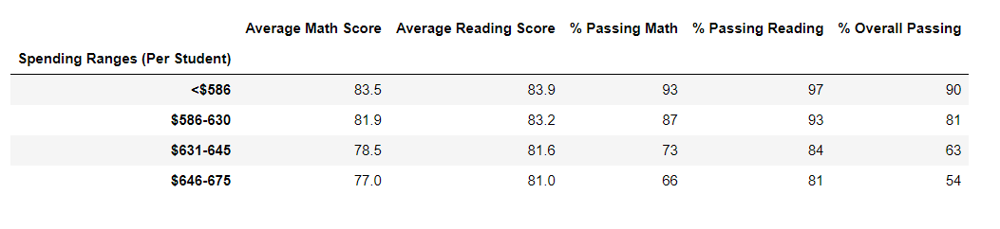 Average Math Score Average Reading Score % Passing Math % Passing Reading % Overall Passing
Spending Ranges (Per Student)
<$586 83.5 83.9 93 97 90
$586-630 81.9 83.2 87 93 81
$631-645 78.5 81.6 73 84 63
$646-675 77.0 81.0 66 81 54